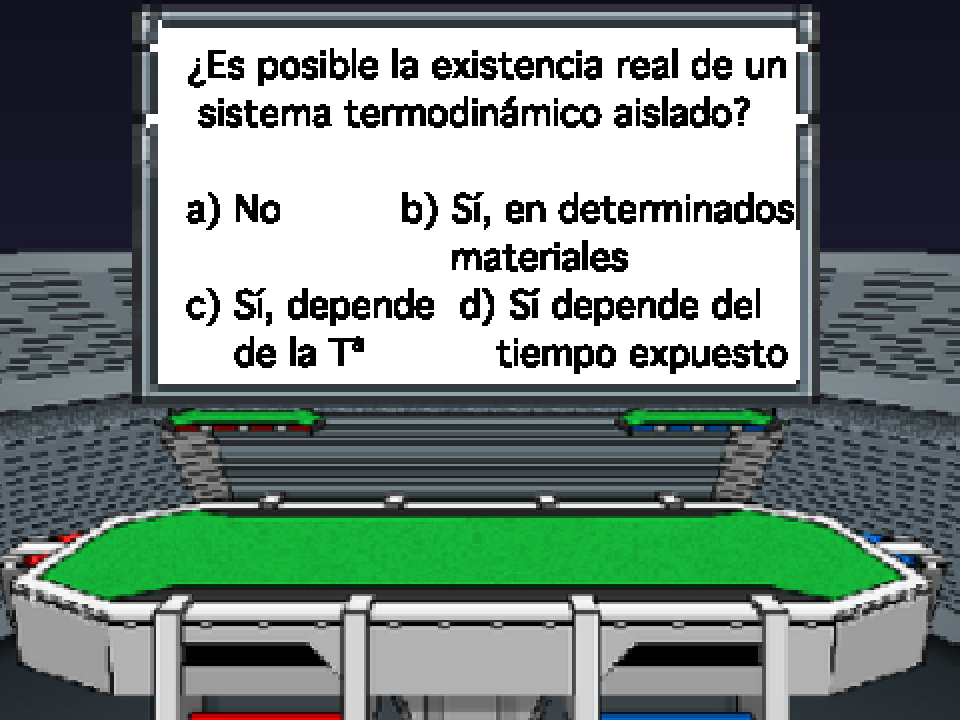 ¿Es posible la existencia real de un
sistema termodinámico aislado?
a) No b) Sí, en determinados
materiales
c) Sí, depende d) Sí depende del
de la Tª tiempo expuesto